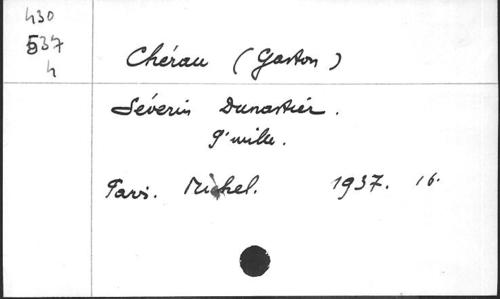 430
537
4
Chérau (Gaston)
Séverin Dunastier.
9e mille.
Paris. Michel. 1937. 16.